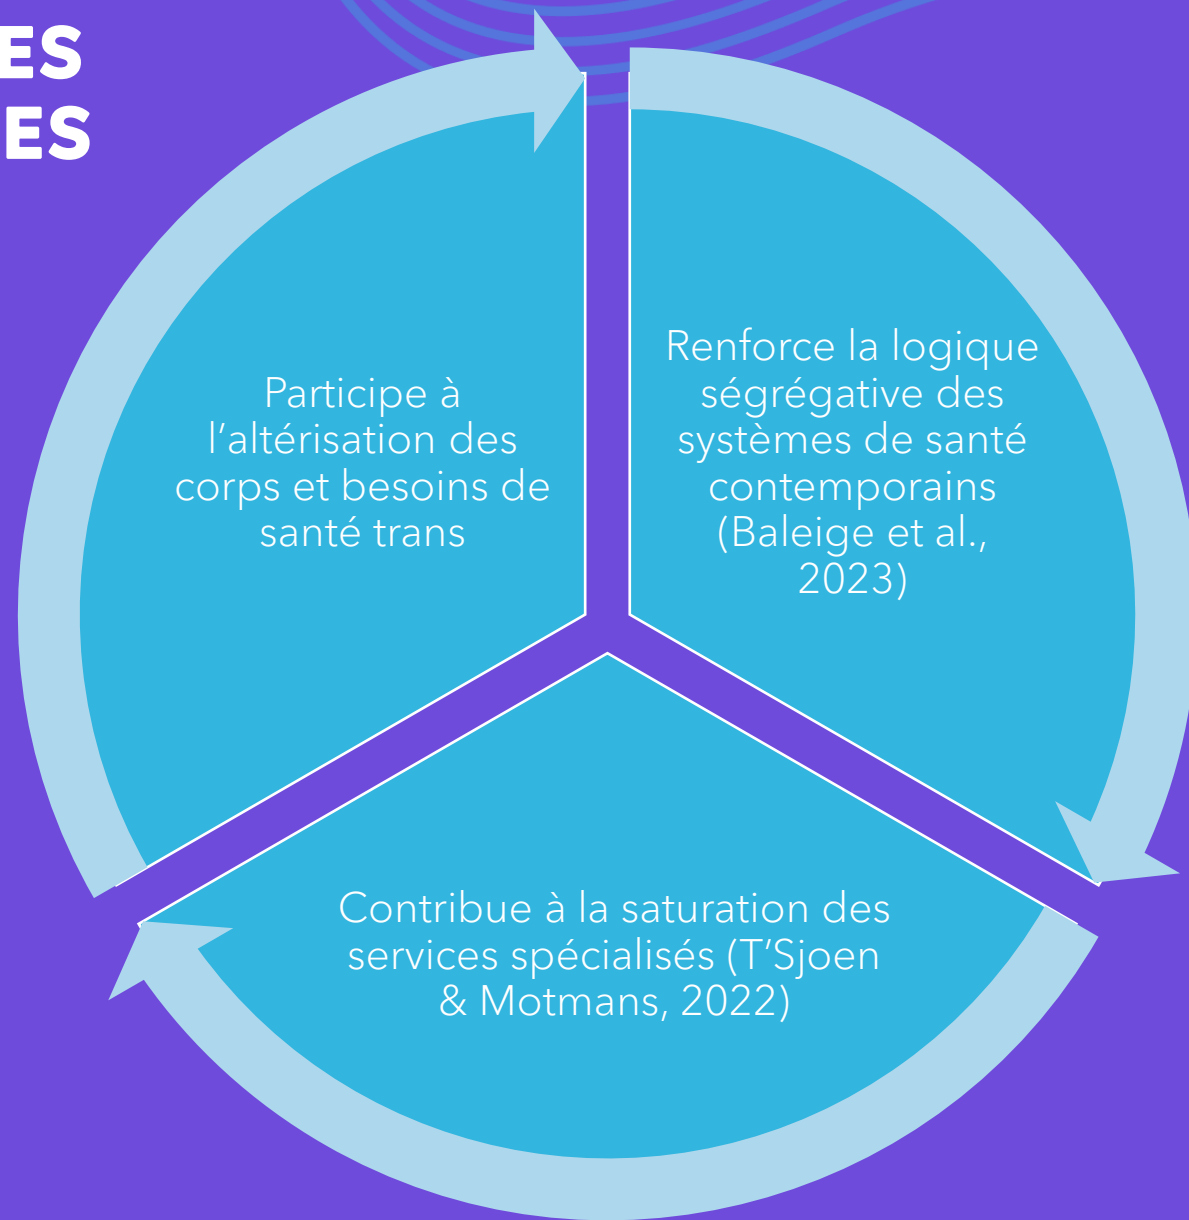 ES
ES
Participe à
l’altérisation des
corps et besoins de
santé trans
Renforce la logique
ségrégative des
systèmes de santé
contemporains
(Baleige et al.,
2023)
Contribue à la saturation des
services spécialisés (T’Sjoen
& Motmans, 2022)